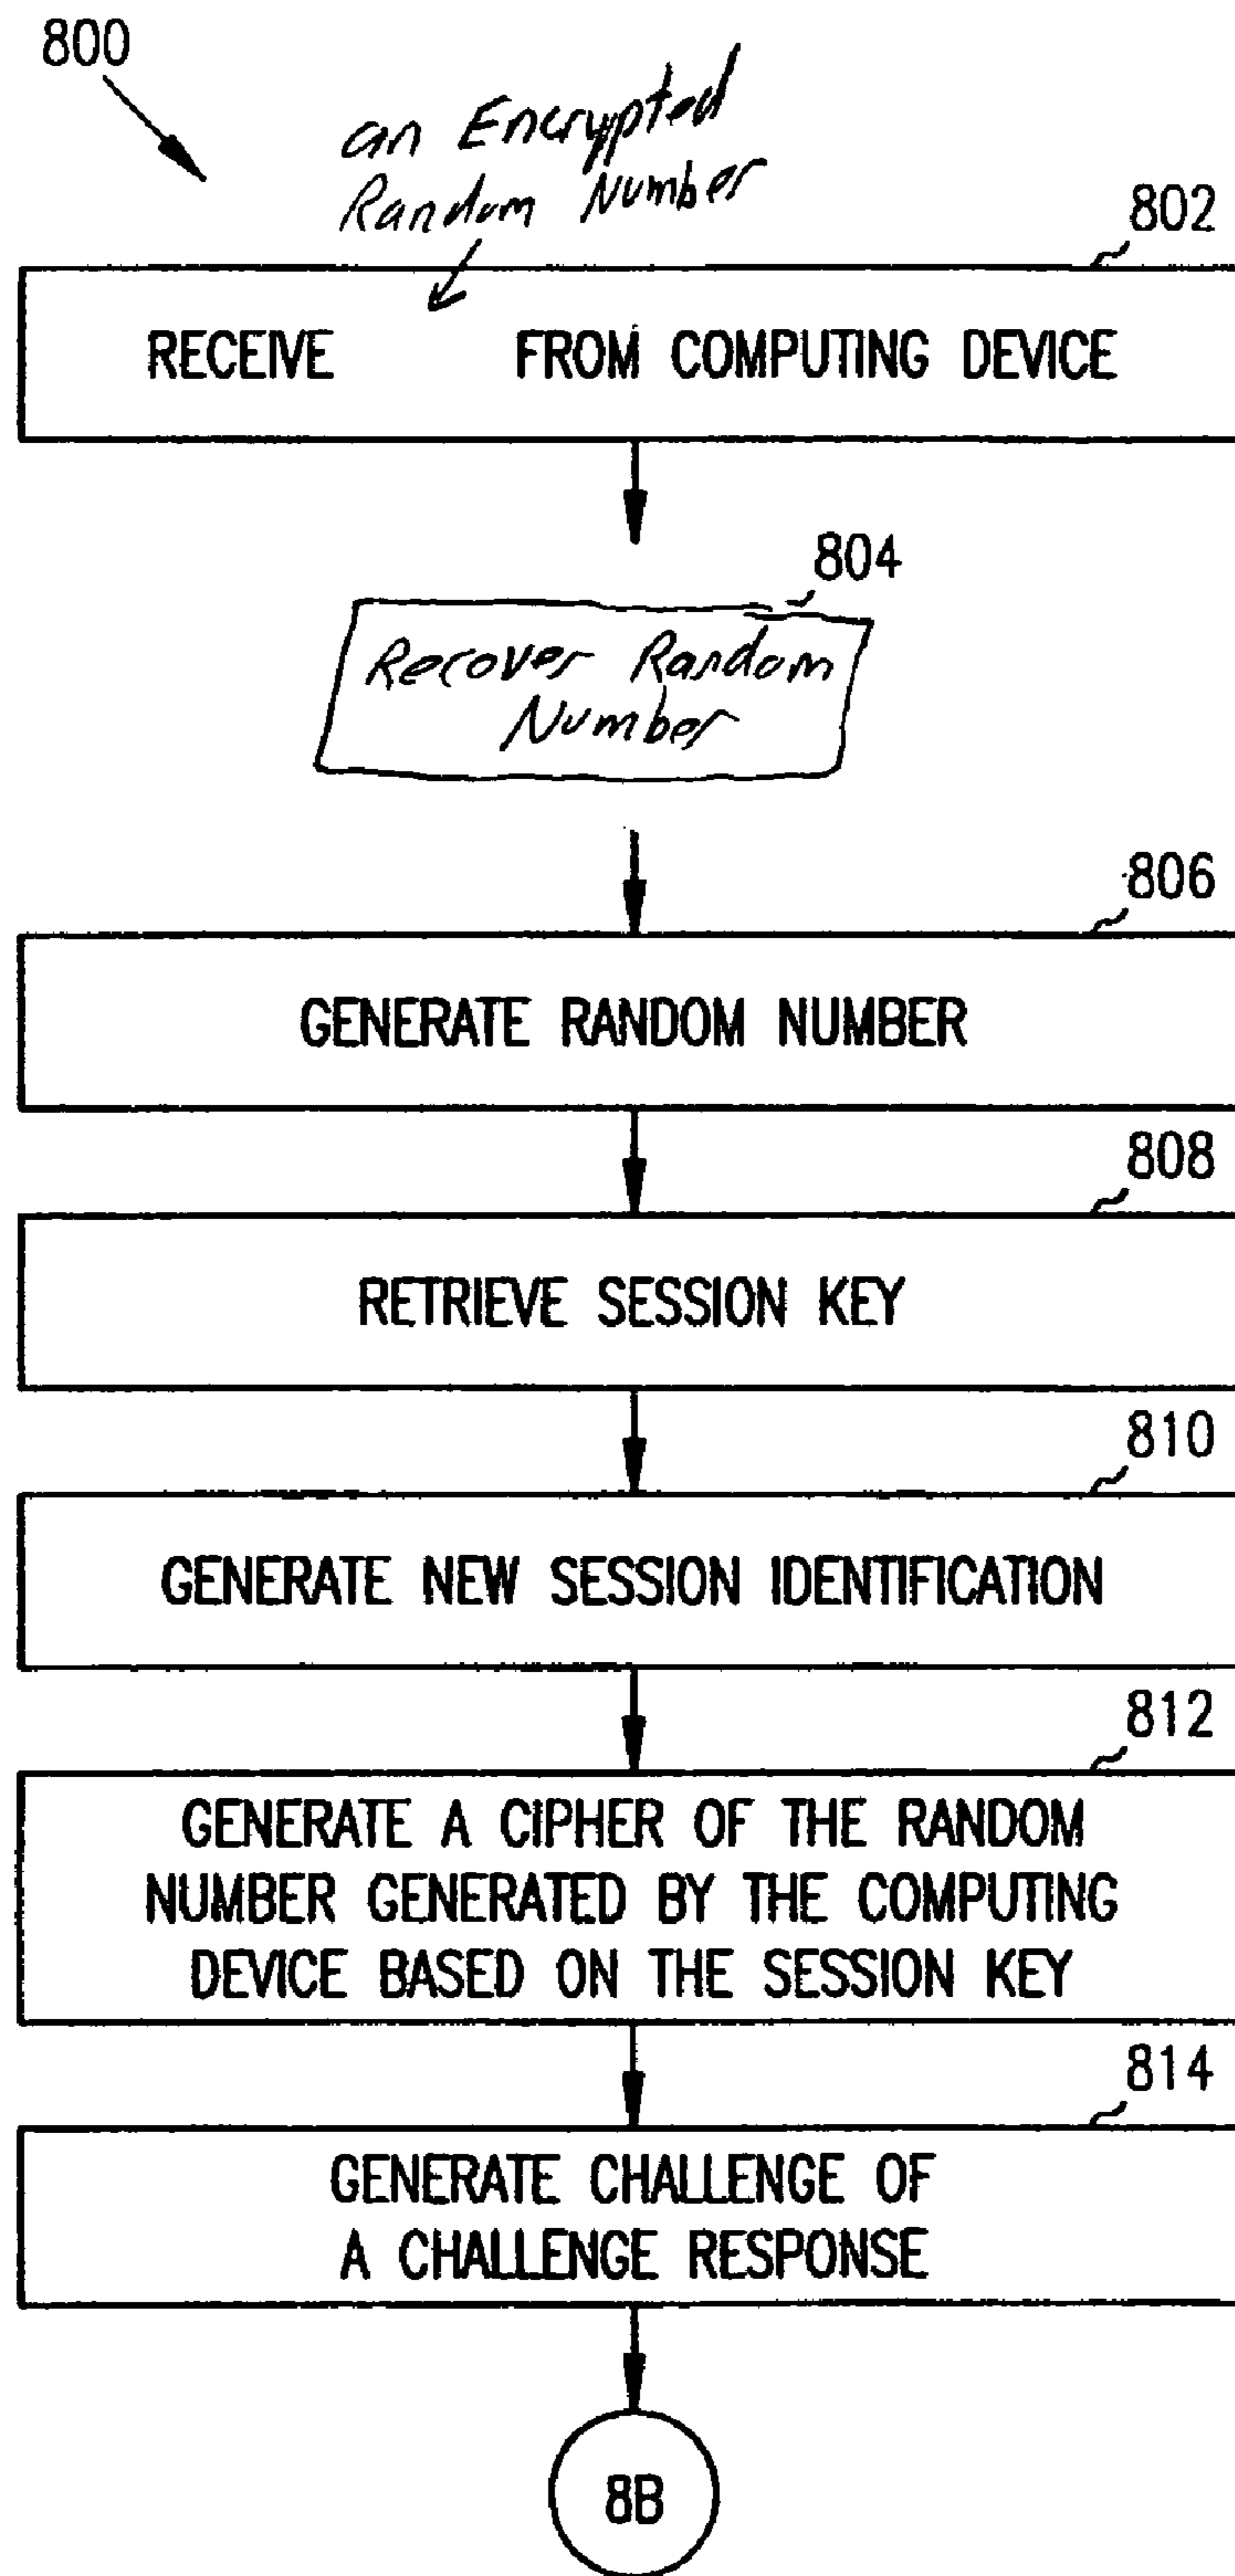 800
an Encrypted
Random Number
802
RECEIVE FROM COMPUTING DEVICE
804
Recover Random
Number
806
GENERATE RANDOM NUMBER
808
RETRIEVE SESSION KEY
810
GENERATE NEW SESSION IDENTIFICATION
812
GENERATE A CIPHER OF THE RANDOM
NUMBER GENERATED BY THE COMPUTING
DEVICE BASED ON THE SESSION KEY
814
GENERATE CHALLENGE OF
A CHALLENGE RESPONSE
8B